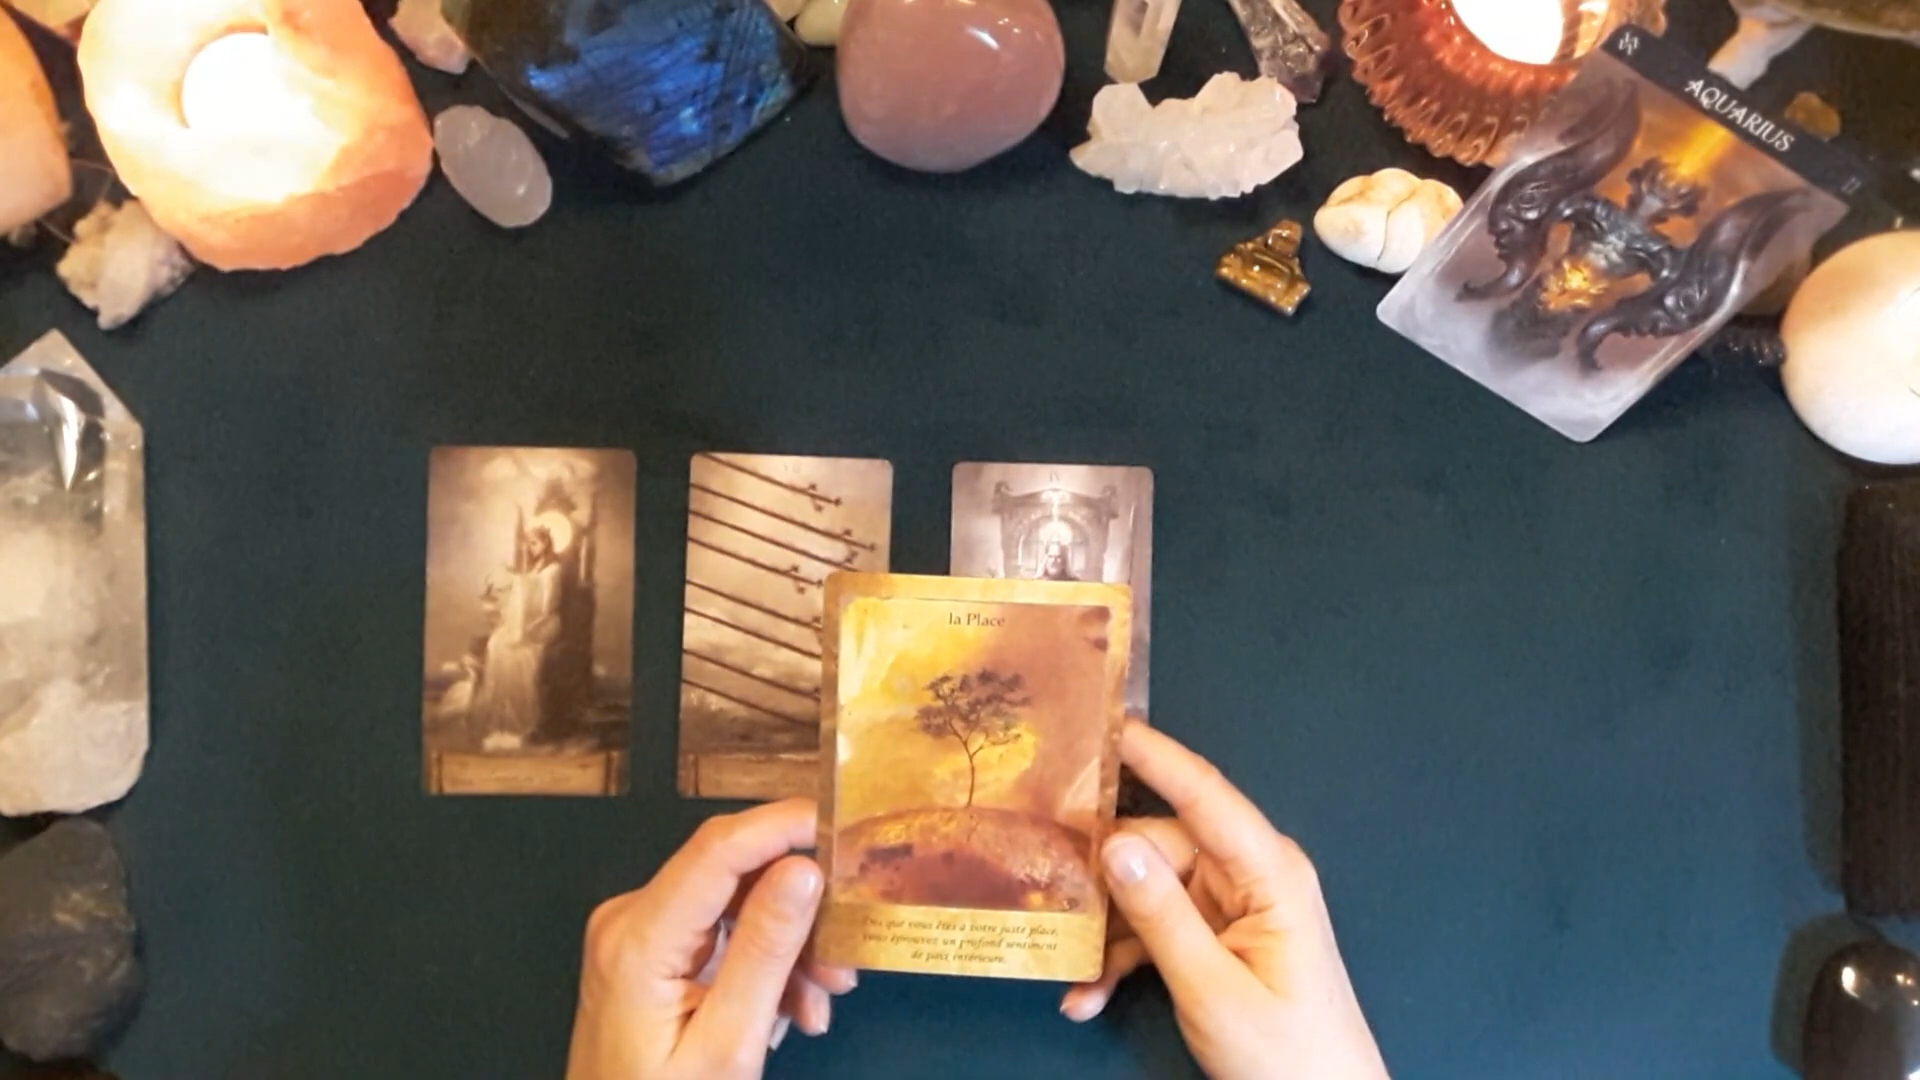 AQUARIUS
la Place
Dès que vous êtes à votre juste place,
vous éprouvez un profond sentiment
de paix intérieure.